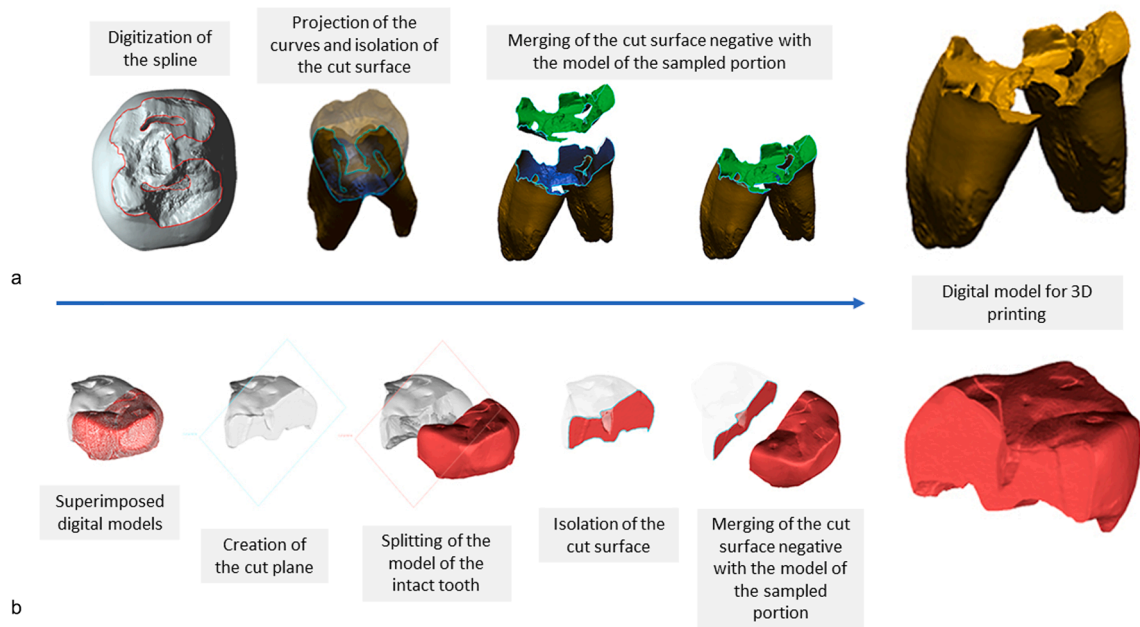 Digitization of
the spline
Projection of the
curves and isolation of
the cut surface
Merging of the cut surface negative with
the model of the sampled portion
a
Digital model for 3D
printing
Superimposed
digital models
Creation of
the cut plane
Splitting of the
model of the
intact tooth
Isolation of the
cut surface
Merging of the cut
surface negative
with the model of
the sampled
portion
b